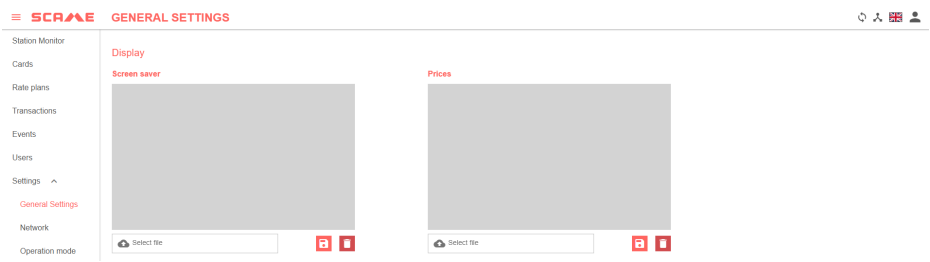 SCAME GENERAL SETTINGS
Station Monitor
Cards
Rate plans
Transactions
Events
Users
Settings
General Settings
Network
Operation mode
Display
Screen saver
Prices
Select file
Select file